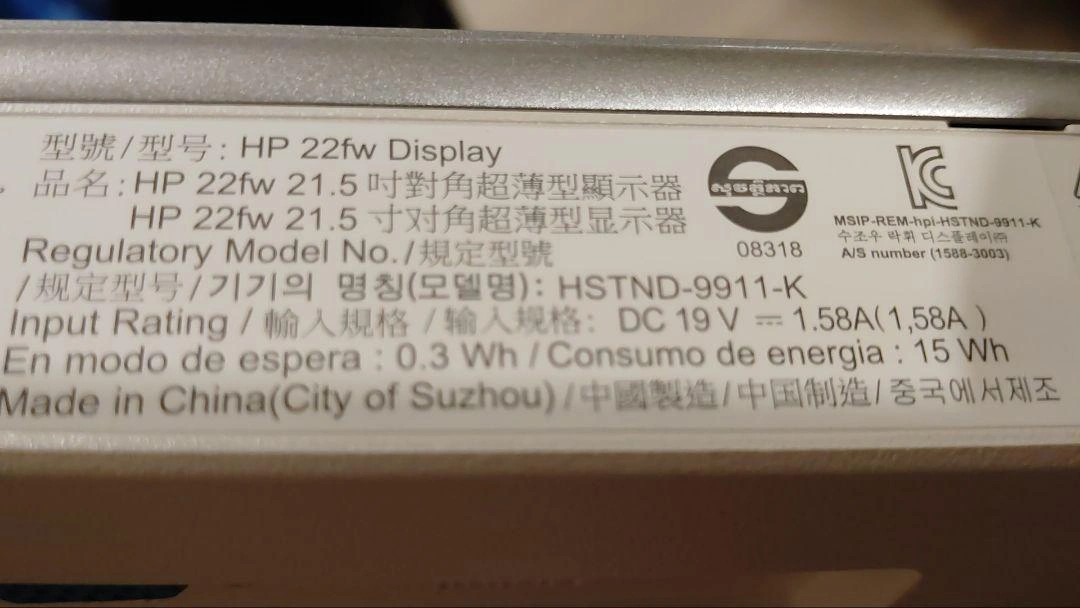 型號/型号: HP 22fw Display
品名: HP 22fw 21.5 吋對角超薄型顯示器
HP 22fw 21.5 寸对角超薄型显示器
Regulatory Model No./規定型號
/规定型号/기기의 명칭(모델명): HSTND-9911-K
Input Rating / 輸入規格 / 输入规格: DC 19 V ⎓ 1.58A(1,58A )
En modo de espera : 0.3 Wh / Consumo de energia : 15 Wh
Made in China(City of Suzhou)/中國製造/中国制造/중국에서제조
08318
MSIP-REM-hpi-HSTND-9911-K
수조우 락휘 디스플레이㈜
A/S number (1588-3003)